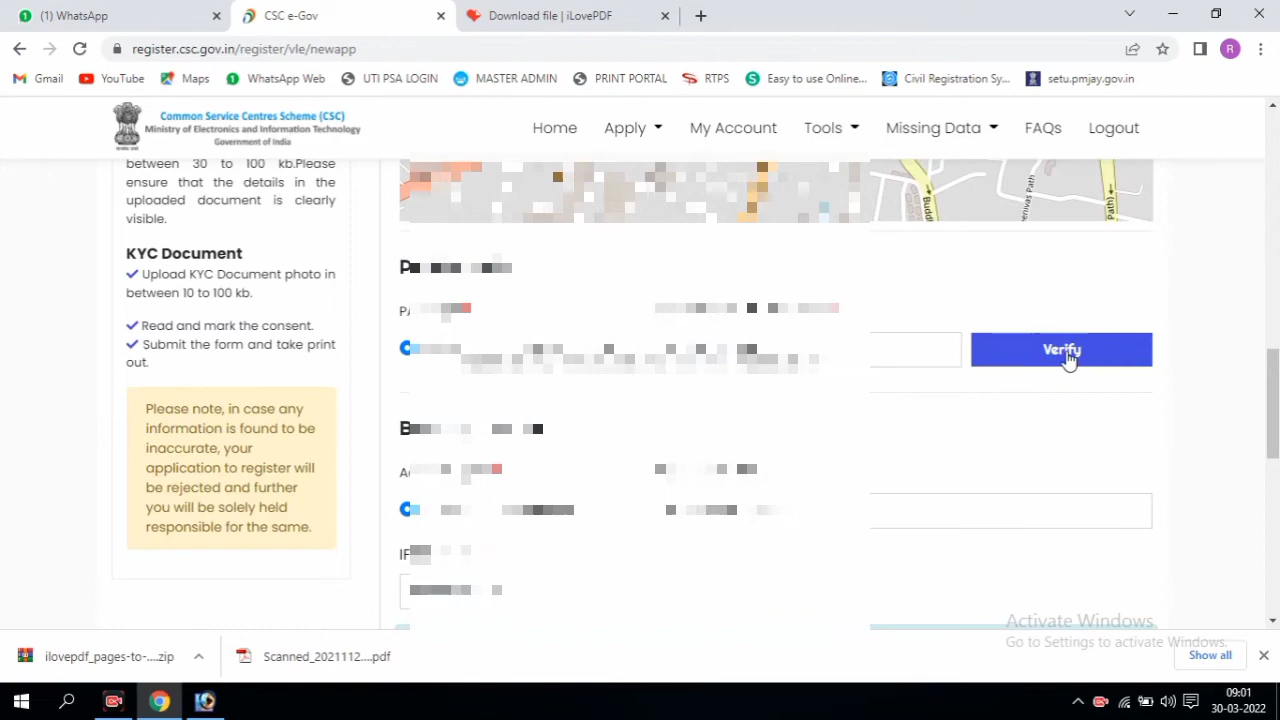 (1) WhatsApp
CSC e-Gov
Download file | iLovePDF
register.csc.gov.in/register/vle/newapp
R
Gmail
YouTube
Maps
WhatsApp Web
UTI PSA LOGIN
MASTER ADMIN
PRINT PORTAL
RTPS
Easy to use Online...
Civil Registration Sy...
setu.pmjay.gov.in
Common Service Centres Scheme (CSC)
Ministry of Electronics and Information Technology
Government of India
Home
Apply
My Account
Tools
Missing Data
FAQs
Logout
between 30 to 100 kb.Please
ensure that the details in the
uploaded document is clearly
visible.
KYC Document
Upload KYC Document photo in
between 10 to 100 kb.
Read and mark the consent.
Submit the form and take print
out.
Please note, in case any
information is found to be
inaccurate, your
application to register will
be rejected and further
you will be solely held
responsible for the same.
Path)
Verify
Activate Windows
Go to Settings to activate Windows.
ilovepdf_pages-to-....zip
Scanned_2021112....pdf
Show all
09:01
30-03-2022